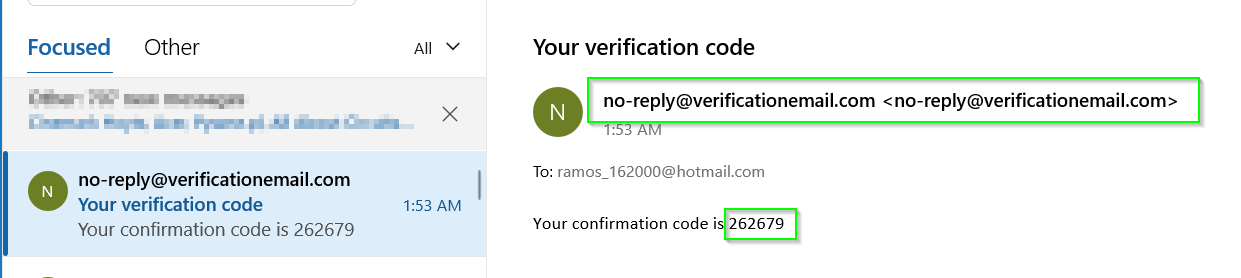 Focused Other All
no-reply@verificationemail.com
Your verification code 1:53 AM
Your confirmation code is 262679
Your verification code
N no-reply@verificationemail.com <no-reply@verificationemail.com>
1:53 AM
To: ramos_162000@hotmail.com
Your confirmation code is 262679
N